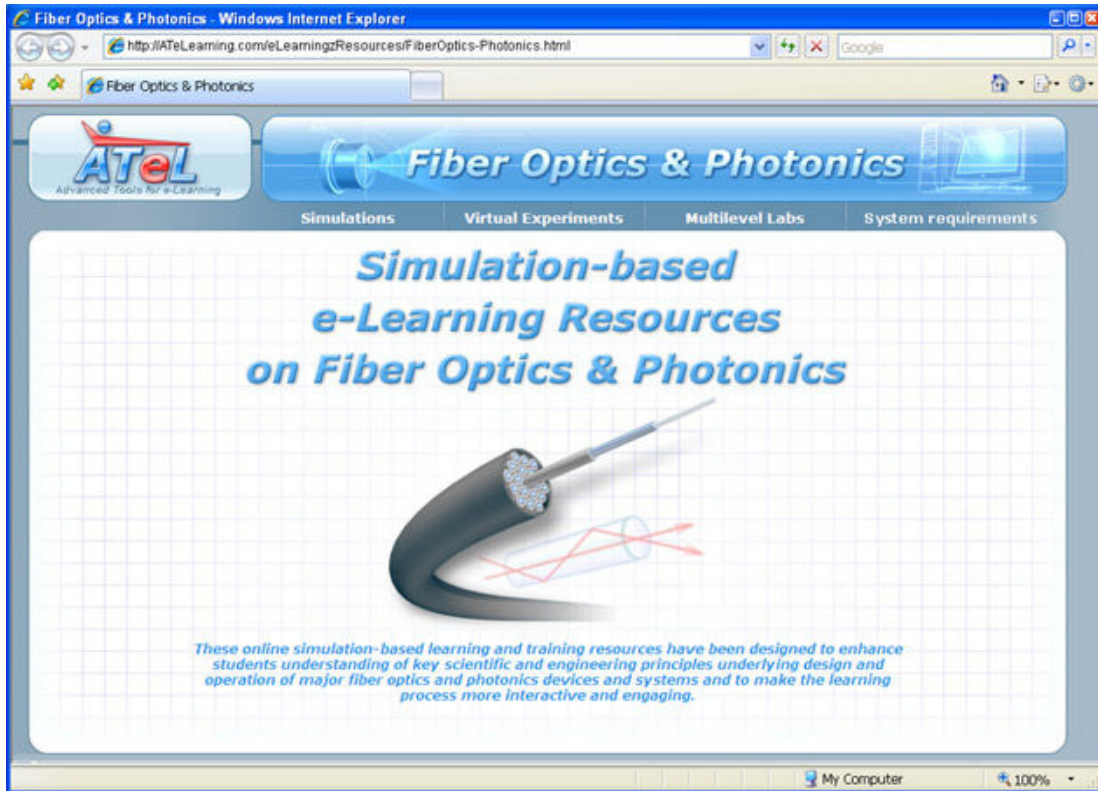 Fiber Optics & Photonics - Windows Internet Explorer
http://ATeLearning.com/eLearningzResources/FiberOptics-Photonics.html
Google
Fiber Optics & Photonics
ATeL
Advanced Tools for e-Learning
Fiber Optics & Photonics
Simulations Virtual Experiments Multilevel Labs System requirements
Simulation-based
e-Learning Resources
on Fiber Optics & Photonics
These online simulation-based learning and training resources have been designed to enhance
students understanding of key scientific and engineering principles underlying design and
operation of major fiber optics and photonics devices and systems and to make the learning
process more interactive and engaging.
My Computer 100%